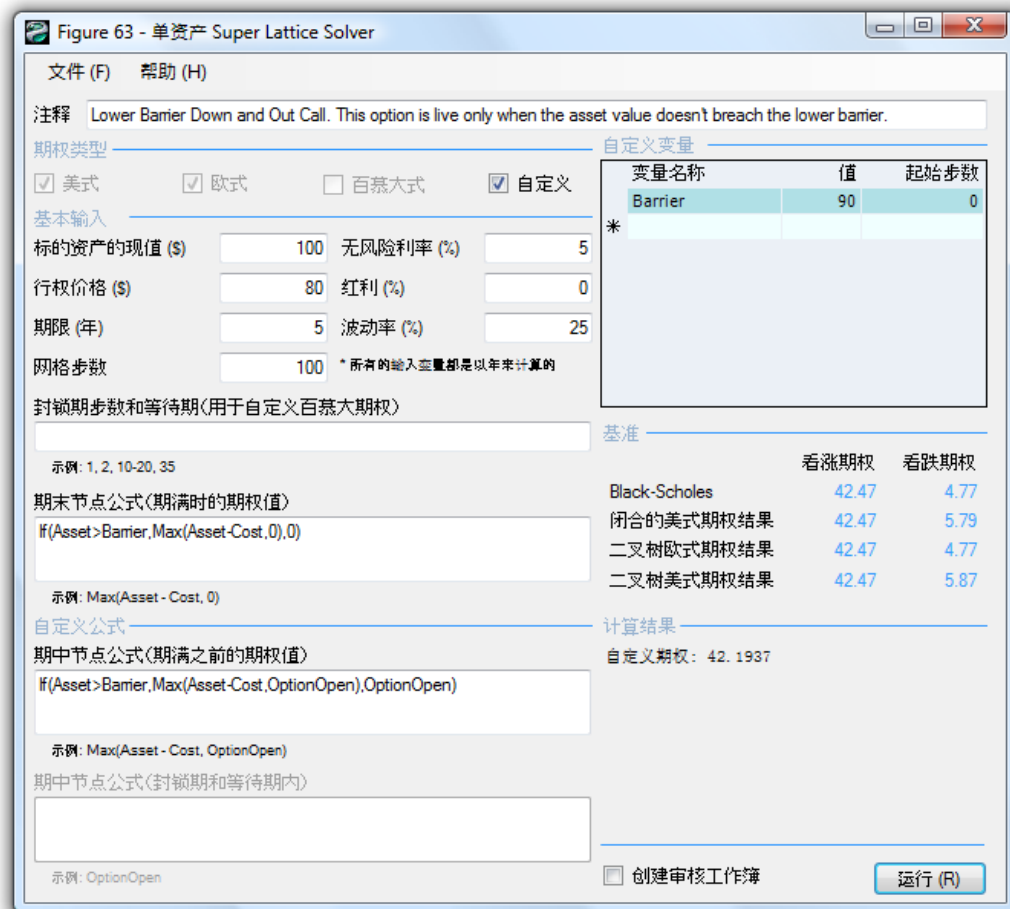 Figure 63 - 单资产 Super Lattice Solver
文件 (F) 帮助 (H)
注释 Lower Barrier Down and Out Call. This option is live only when the asset value doesn't breach the lower barrier.
期权类型
美式 欧式 百慕大式 自定义
基本输入
标的资产的现值 ($) 100 无风险利率 (%) 5
行权价格 ($) 80 红利 (%) 0
期限 (年) 5 波动率 (%) 25
网格步数 100 * 所有的输入变量都是以年来计算的
封锁期步数和等待期(用于自定义百慕大期权)
示例: 1, 2, 10-20, 35
期末节点公式(期满时的期权值)
If(Asset>Barrier,Max(Asset-Cost,0),0)
示例: Max(Asset - Cost, 0)
自定义公式
期中节点公式(期满之前的期权值)
If(Asset>Barrier,Max(Asset-Cost,OptionOpen),OptionOpen)
示例: Max(Asset - Cost, OptionOpen)
期中节点公式(封锁期和等待期内)
示例: OptionOpen
自定义变量
变量名称 值 起始步数
Barrier 90 0
*
基准
看涨期权 看跌期权
Black-Scholes 42.47 4.77
闭合的美式期权结果 42.47 5.79
二叉树欧式期权结果 42.47 4.77
二叉树美式期权结果 42.47 5.87
计算结果
自定义期权: 42.1937
创建审核工作簿 运行 (R)